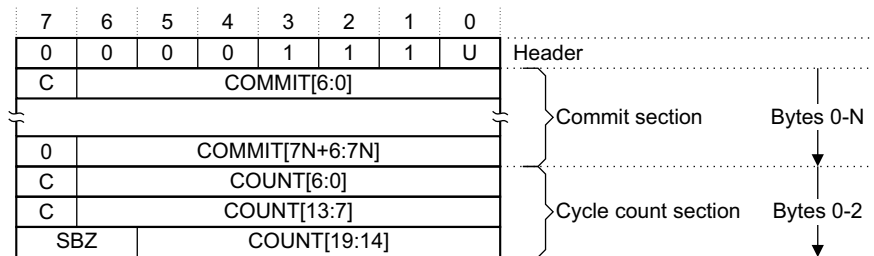 7 6 5 4 3 2 1 0
0 0 0 0 1 1 1 U Header
C COMMIT[6:0]
Commit section Bytes 0-N
0 COMMIT[7N+6:7N]
C COUNT[6:0]
C COUNT[13:7] Cycle count section Bytes 0-2
SBZ COUNT[19:14]